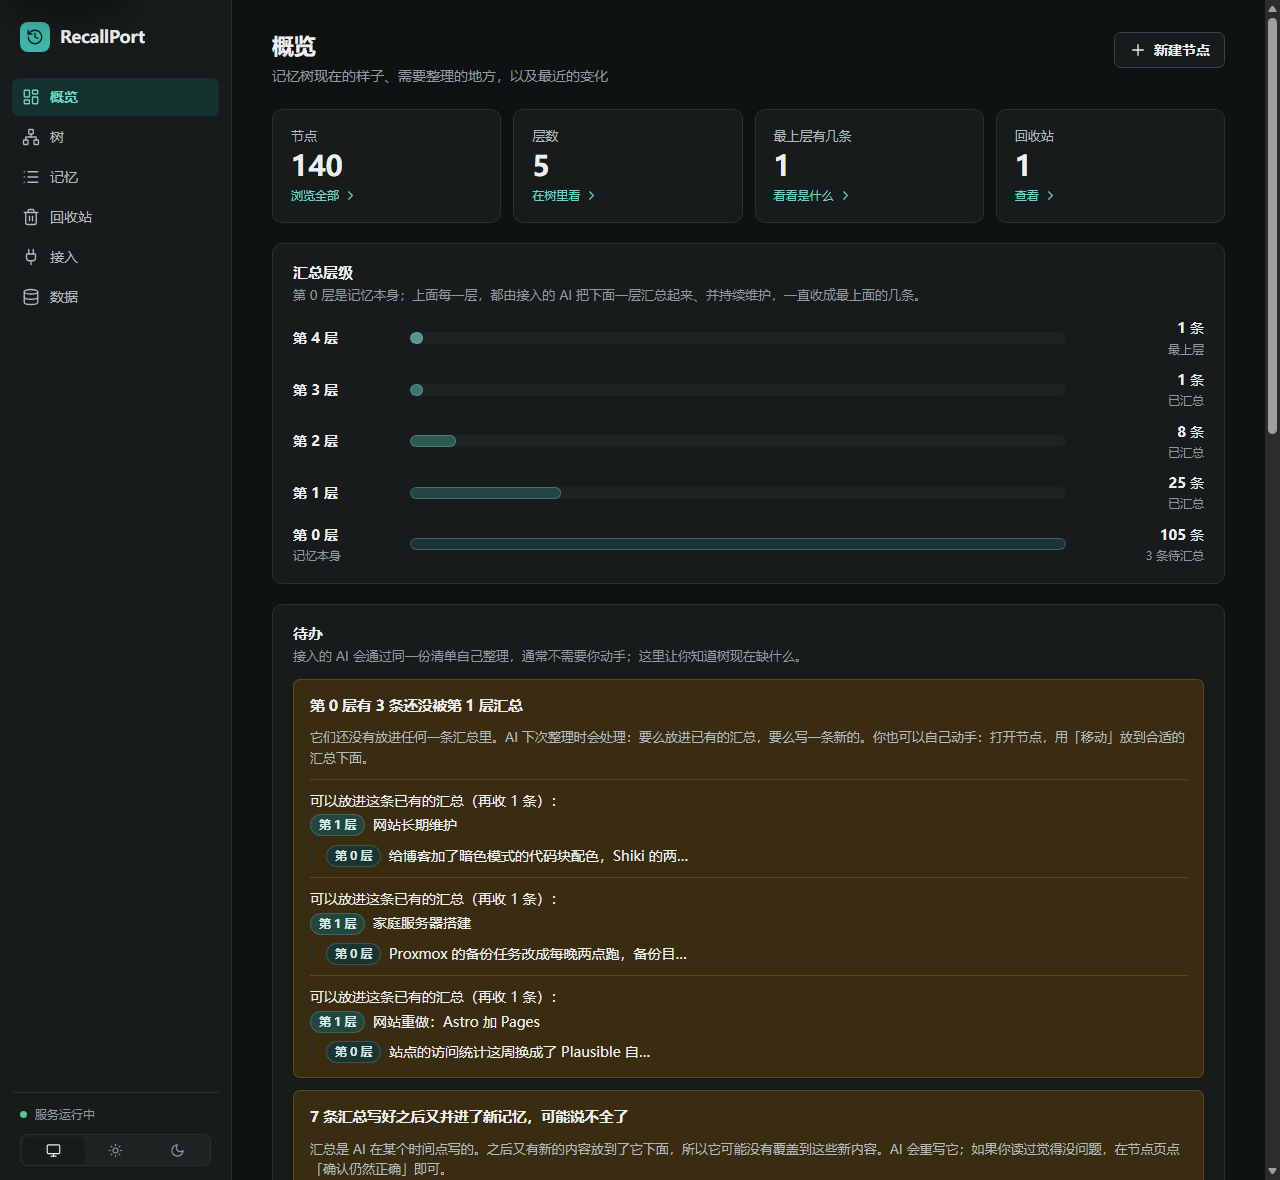 RecallPort
概览
树
记忆
回收站
接入
数据
服务运行中
概览
记忆树现在的样子、需要整理的地方，以及最近的变化
新建节点
节点
140
浏览全部
层数
5
在树里看
最上层有几条
1
看看是什么
回收站
1
查看
汇总层级
第 0 层是记忆本身；上面每一层，都由接入的 AI 把下面一层汇总起来、并持续维护，一直收成最上面的几条。
第 4 层
1 条
最上层
第 3 层
1 条
已汇总
第 2 层
8 条
已汇总
第 1 层
25 条
已汇总
第 0 层
记忆本身
105 条
3 条待汇总
待办
接入的 AI 会通过同一份清单自己整理，通常不需要你动手；这里让你知道树现在缺什么。
第 0 层有 3 条还没被第 1 层汇总
它们还没有放进任何一条汇总里。AI 下次整理时会处理：要么放进已有的汇总，要么写一条新的。你也可以自己动手：打开节点，用「移动」放到合适的
汇总下面。
可以放进这条已有的汇总（再收 1 条）：
第 1 层 网站长期维护
第 0 层 给博客加了暗色模式的代码块配色，Shiki 的两...
可以放进这条已有的汇总（再收 1 条）：
第 1 层 家庭服务器搭建
第 0 层 Proxmox 的备份任务改成每晚两点跑，备份目...
可以放进这条已有的汇总（再收 1 条）：
第 1 层 网站重做：Astro 加 Pages
第 0 层 站点的访问统计这周换成了 Plausible 自...
7 条汇总写好之后又并进了新记忆，可能说不全了
汇总是 AI 在某个时间点写的。之后又有新的内容放到了它下面，所以它可能没有覆盖到这些新内容。AI 会重写它；如果你读过觉得没问题，在节点页点
「确认仍然正确」即可。